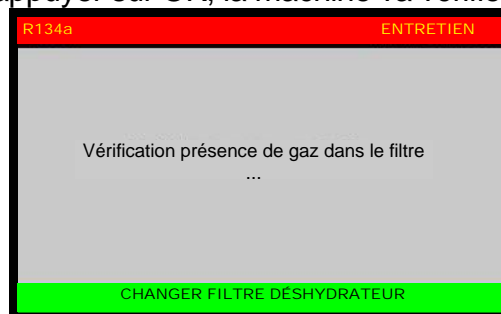 R134a ENTRETIEN
Vérification présence de gaz dans le filtre
...
CHANGER FILTRE DÉSHYDRATEUR